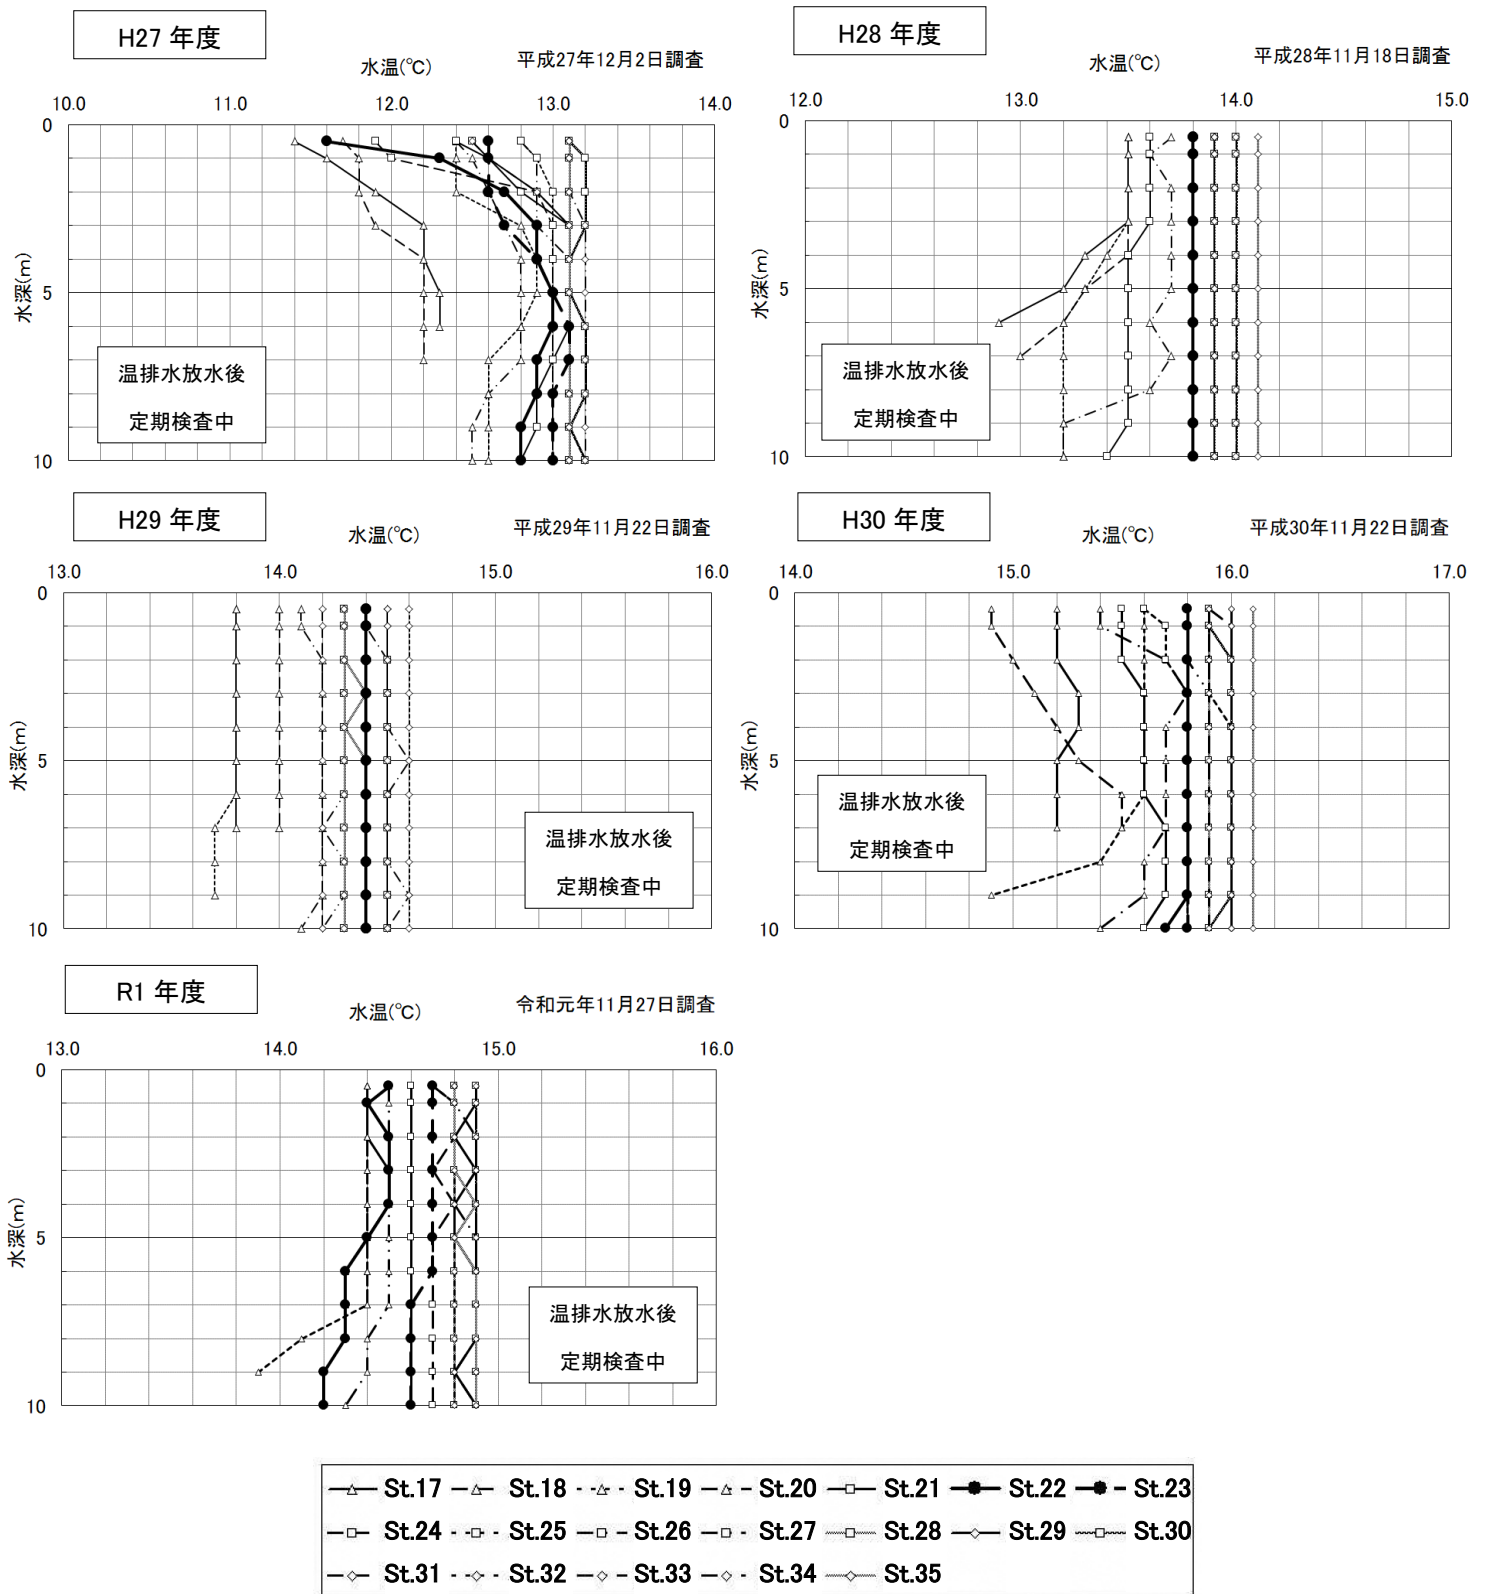 H27 年度
平成27年12月2日調査
水温(℃)
10.0 11.0 12.0 13.0 14.0
0
5
10
水深(m)
温排水放水後
定期検査中
H28 年度
平成28年11月18日調査
水温(℃)
12.0 13.0 14.0 15.0
0
5
10
水深(m)
温排水放水後
定期検査中
H29 年度
平成29年11月22日調査
水温(℃)
13.0 14.0 15.0 16.0
0
5
10
水深(m)
温排水放水後
定期検査中
H30 年度
平成30年11月22日調査
水温(℃)
14.0 15.0 16.0 17.0
0
5
10
水深(m)
温排水放水後
定期検査中
R1 年度
令和元年11月27日調査
水温(℃)
13.0 14.0 15.0 16.0
0
5
10
水深(m)
温排水放水後
定期検査中
St.17 St.18 St.19 St.20 St.21 St.22 St.23
St.24 St.25 St.26 St.27 St.28 St.29 St.30
St.31 St.32 St.33 St.34 St.35